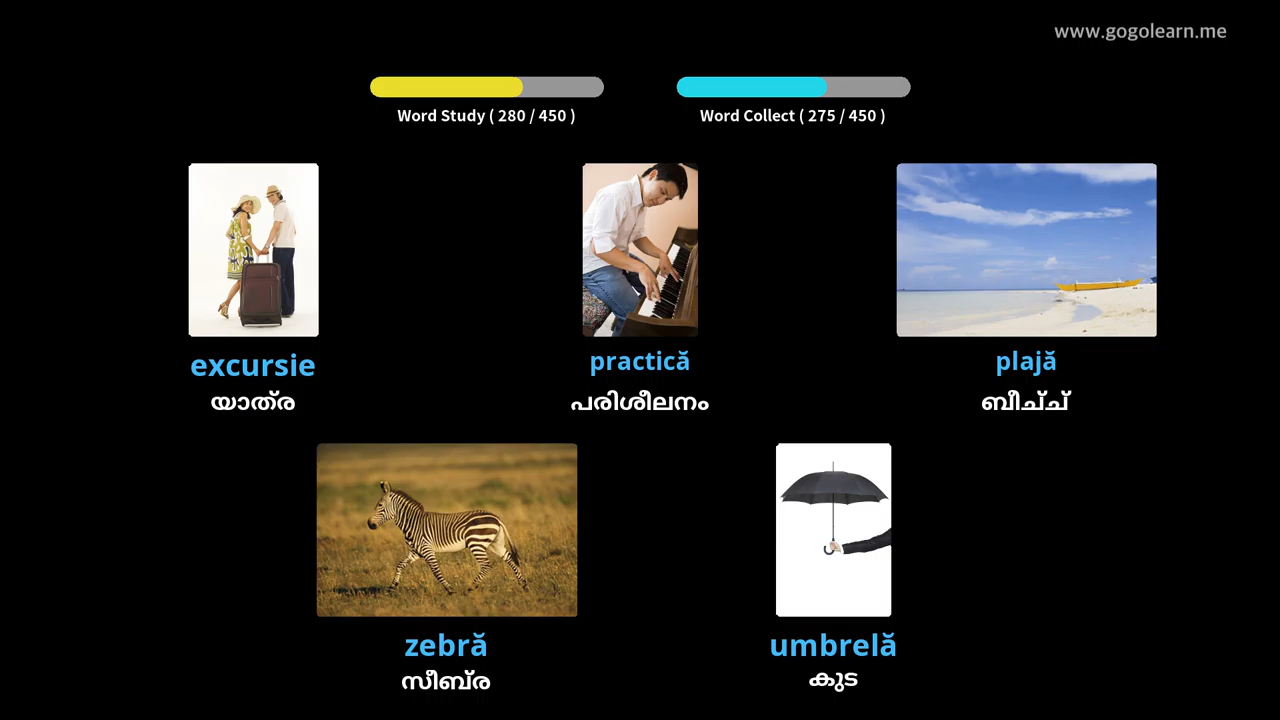 www.gogolearn.me
Word Study ( 280 / 450 )
Word Collect ( 275 / 450 )
excursie
യാത്ര
practică
പരിശീലനം
plajă
ബീച്ച്
zebră
സീബ്ര
umbrelă
കുട